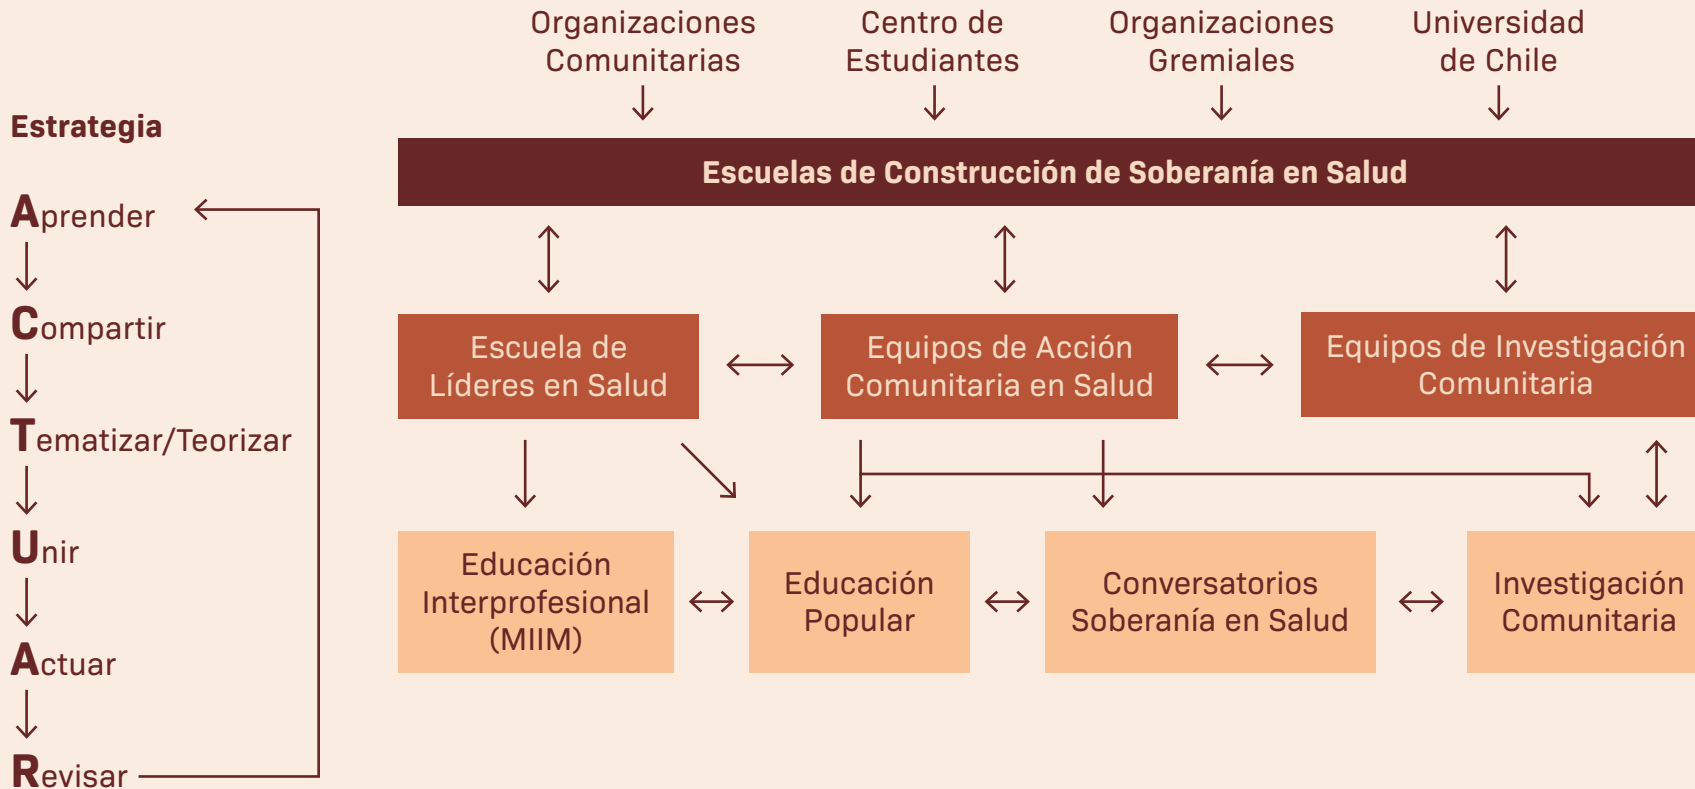 Organizaciones
Comunitarias
Centro de
Estudiantes
Organizaciones
Gremiales
Universidad
de Chile
Estrategia
Aprender
Compartir
Tematizar/Teorizar
Unir
Actuar
Revisar
Escuelas de Construcción de Soberanía en Salud
Escuela de
Líderes en Salud
Equipos de Acción
Comunitaria en Salud
Equipos de Investigación
Comunitaria
Educación
Interprofesional
(MIIM)
Educación
Popular
Conversatorios
Soberanía en Salud
Investigación
Comunitaria